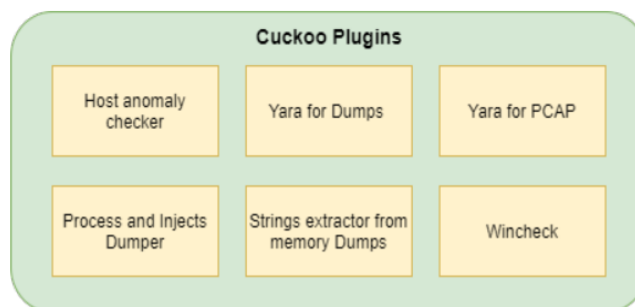 Cuckoo Plugins
Host anomaly
checker
Yara for Dumps
Yara for PCAP
Process and Injects
Dumper
Strings extractor from
memory Dumps
Wincheck